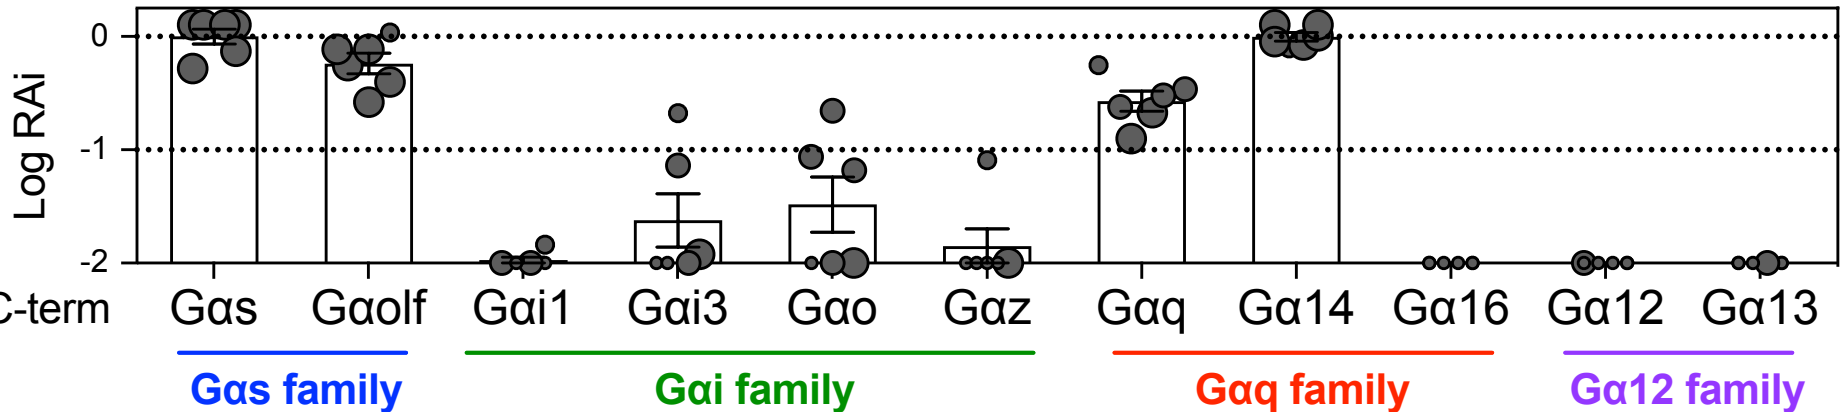 Log RAi
0
-1
-2
C-term Gαs Gαolf Gαi1 Gαi3 Gαo Gαz Gαq Gα14 Gα16 Gα12 Gα13
Gαs family Gαi family Gαq family Gα12 family